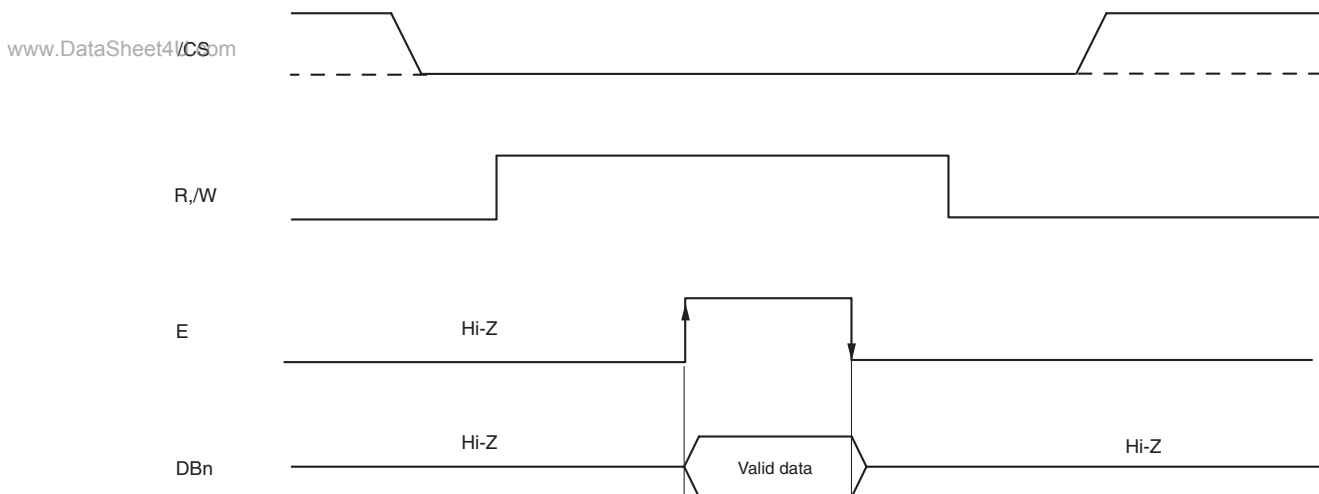 www.DataSheet4U.com
/CS
R,/W
E
Hi-Z
DBn
Hi-Z
Valid data
Hi-Z